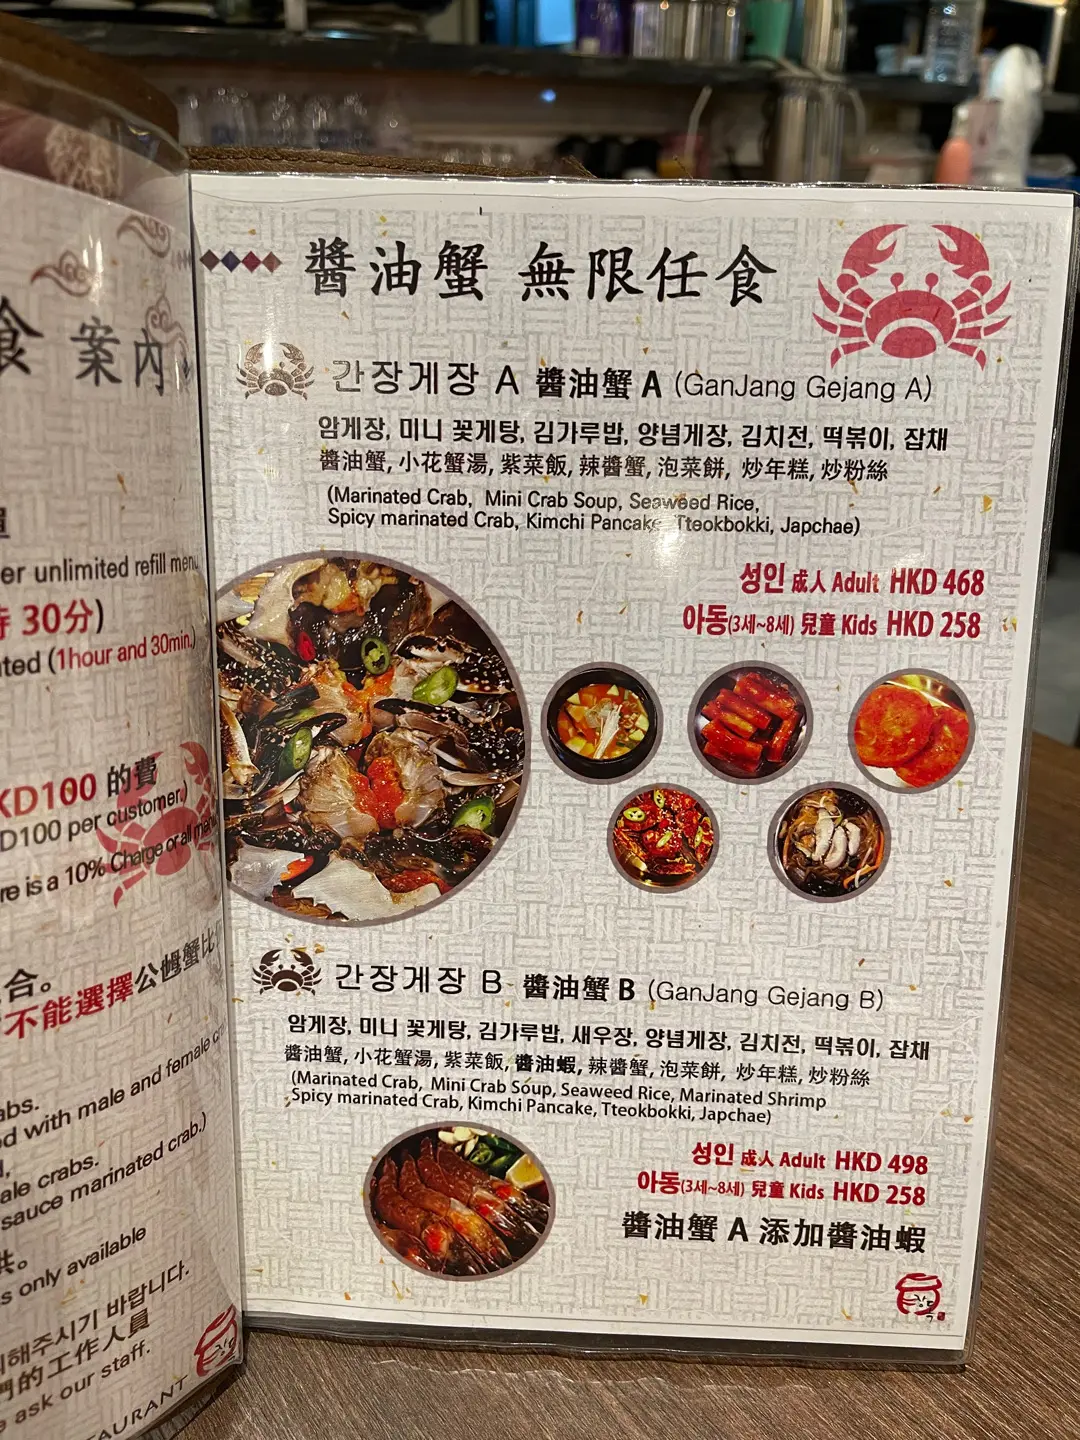 食 案內
er unlimited refill menu
時 30分)
ted (1hour and 30min.)
KD100 的費
D100 per customer.)
re is a 10% Charge or all menu
合。
不能選擇公雌蟹比
abs.
d with male and female
ale crabs.
sauce marinated crab.)
供。
s only available
해주시기 바랍니다.
們的工作人員
e ask our staff.
AURANT
醬油蟹 無限任食
간장게장 A 醬油蟹 A (GanJang Gejang A)
암게장, 미니 꽃게탕, 김가루밥, 양념게장, 김치전, 떡볶이, 잡채
醬油蟹, 小花蟹湯, 紫菜飯, 辣醬蟹, 泡菜餅, 炒年糕, 炒粉絲
(Marinated Crab, Mini Crab Soup, Seaweed Rice,
Spicy marinated Crab, Kimchi Pancake, Tteokbokki, Japchae)
성인 成人 Adult HKD 468
아동(3세~8세) 兒童 Kids HKD 258
간장게장 B 醬油蟹 B (GanJang Gejang B)
암게장, 미니 꽃게탕, 김가루밥, 새우장, 양념게장, 김치전, 떡볶이, 잡채
醬油蟹, 小花蟹湯, 紫菜飯, 醬油蝦, 辣醬蟹, 泡菜餅, 炒年糕, 炒粉絲
(Marinated Crab, Mini Crab Soup, Seaweed Rice, Marinated Shrimp
Spicy marinated Crab, Kimchi Pancake, Tteokbokki, Japchae)
성인 成人 Adult HKD 498
아동(3세~8세) 兒童 Kids HKD 258
醬油蟹 A 添加醬油蝦